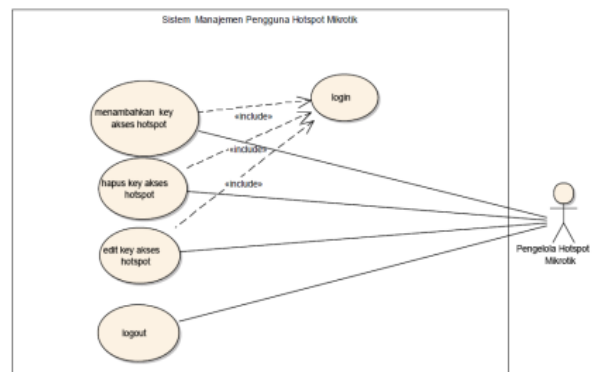 Sistem Manajemen Pengguna Hotspot Mikrotik
menambahkan key
akses hotspot
login
«include»
hapus key akses
hotspot
«include»
«include»
edit key akses
hotspot
Pengelola Hotspot
Mikrotik
logout